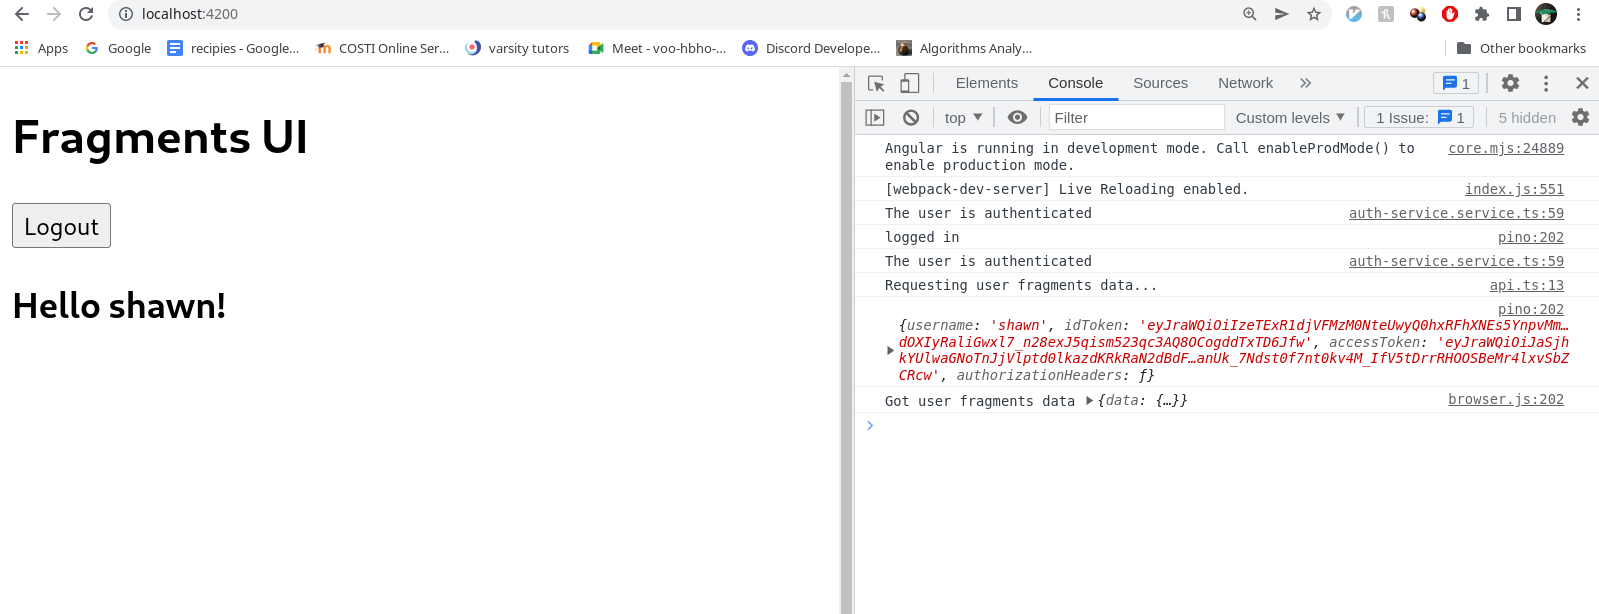 localhost:4200
Apps Google recipies - Google... COSTI Online Ser... varsity tutors Meet - voo-hbho-... Discord Develope... Algorithms Analy... Other bookmarks
Fragments UI
Logout
Hello shawn!
Elements Console Sources Network 1
top Filter Custom levels 1 Issue: 1 5 hidden
Angular is running in development mode. Call enableProdMode() to core.mjs:24889
enable production mode.
[webpack-dev-server] Live Reloading enabled. index.js:551
The user is authenticated auth-service.service.ts:59
logged in pino:202
The user is authenticated auth-service.service.ts:59
Requesting user fragments data... api.ts:13
pino:202
{username: 'shawn', idToken: 'eyJraWQiOiIzeTExR1djVFMzM0NteUwyQ0hxRFhXNEs5YnpvMm…
dOXIyRaliGwxl7_n28exJ5qism523qc3AQ8OCogddTxTD6Jfw', accessToken: 'eyJraWQiOiJaSjh
kYUlwaGNoTnJjVlptd0lkazdKRkRaN2dBdF…anUk_7Ndst0f7nt0kv4M_IfV5tDrrRHOOSBeMr4lxvSbZ
CRcw', authorizationHeaders: ƒ}
Got user fragments data {data: {…}} browser.js:202